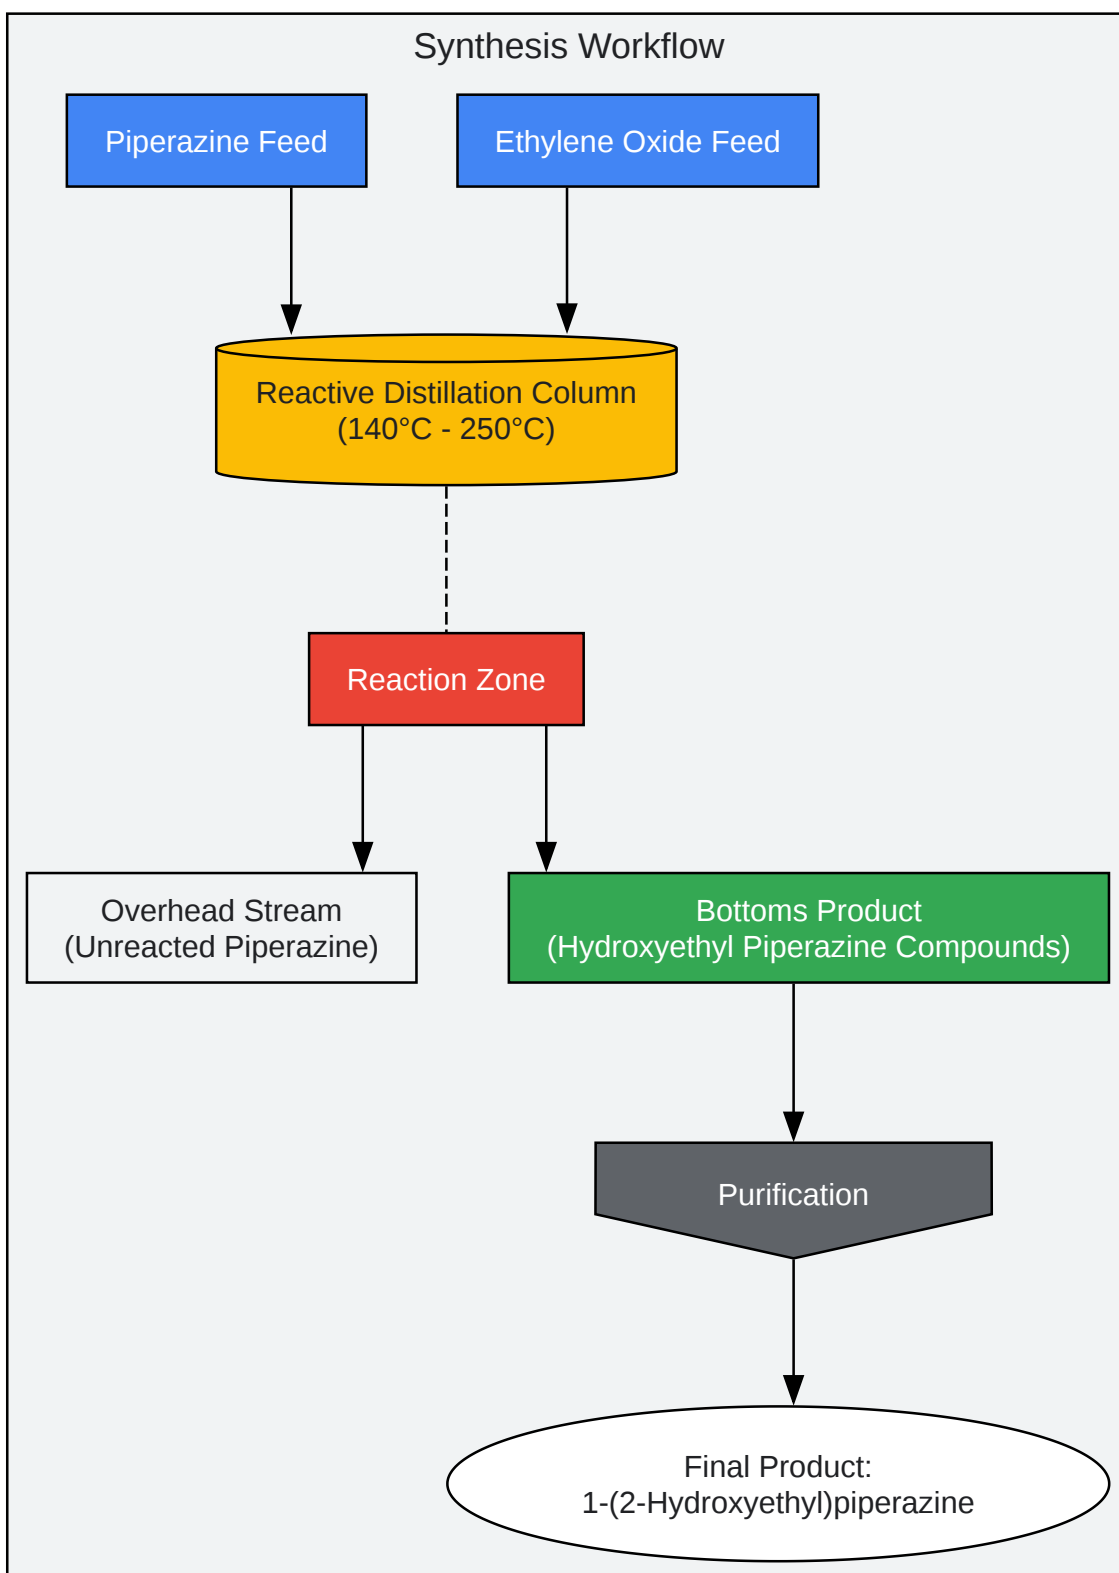 Synthesis Workflow
Piperazine Feed
Ethylene Oxide Feed
Reactive Distillation Column
(140°C - 250°C)
Reaction Zone
Overhead Stream
(Unreacted Piperazine)
Bottoms Product
(Hydroxyethyl Piperazine Compounds)
Purification
Final Product:
1-(2-Hydroxyethyl)piperazine